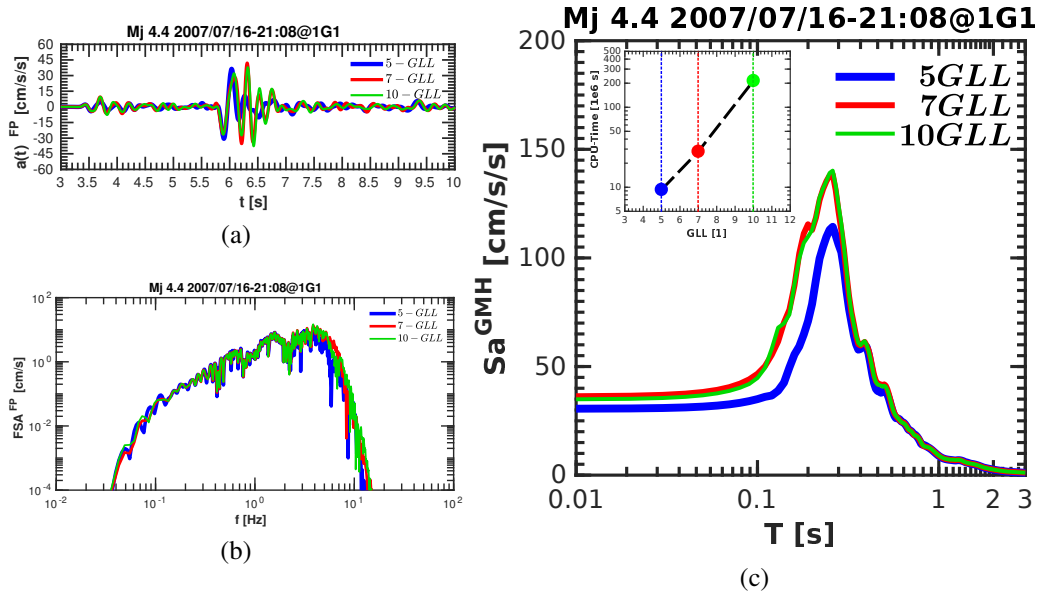 Mj 4.4 2007/07/16-21:08@1G1
60
45
30
15
0
-15
-30
-45
-60
a(t)^FP [cm/s/s]
5 − GLL
7 − GLL
10 − GLL
3 3.5 4 4.5 5 5.5 6 6.5 7 7.5 8 8.5 9 9.5 10
t [s]
(a)
Mj 4.4 2007/07/16-21:08@1G1
10^2
10^0
10^-2
10^-4
FSA^FP [cm/s]
5 − GLL
7 − GLL
10 − GLL
10^-2 10^-1 10^0 10^1 10^2
f [Hz]
(b)
Mj 4.4 2007/07/16-21:08@1G1
200
150
100
50
0
Sa^GMH [cm/s/s]
500
400
300
200
100
50
10
5
CPU-Time [1e6 s]
3 4 5 6 7 8 9 10 11 12
GLL [1]
5GLL
7GLL
10GLL
0.01 0.1 1 2 3
T [s]
(c)